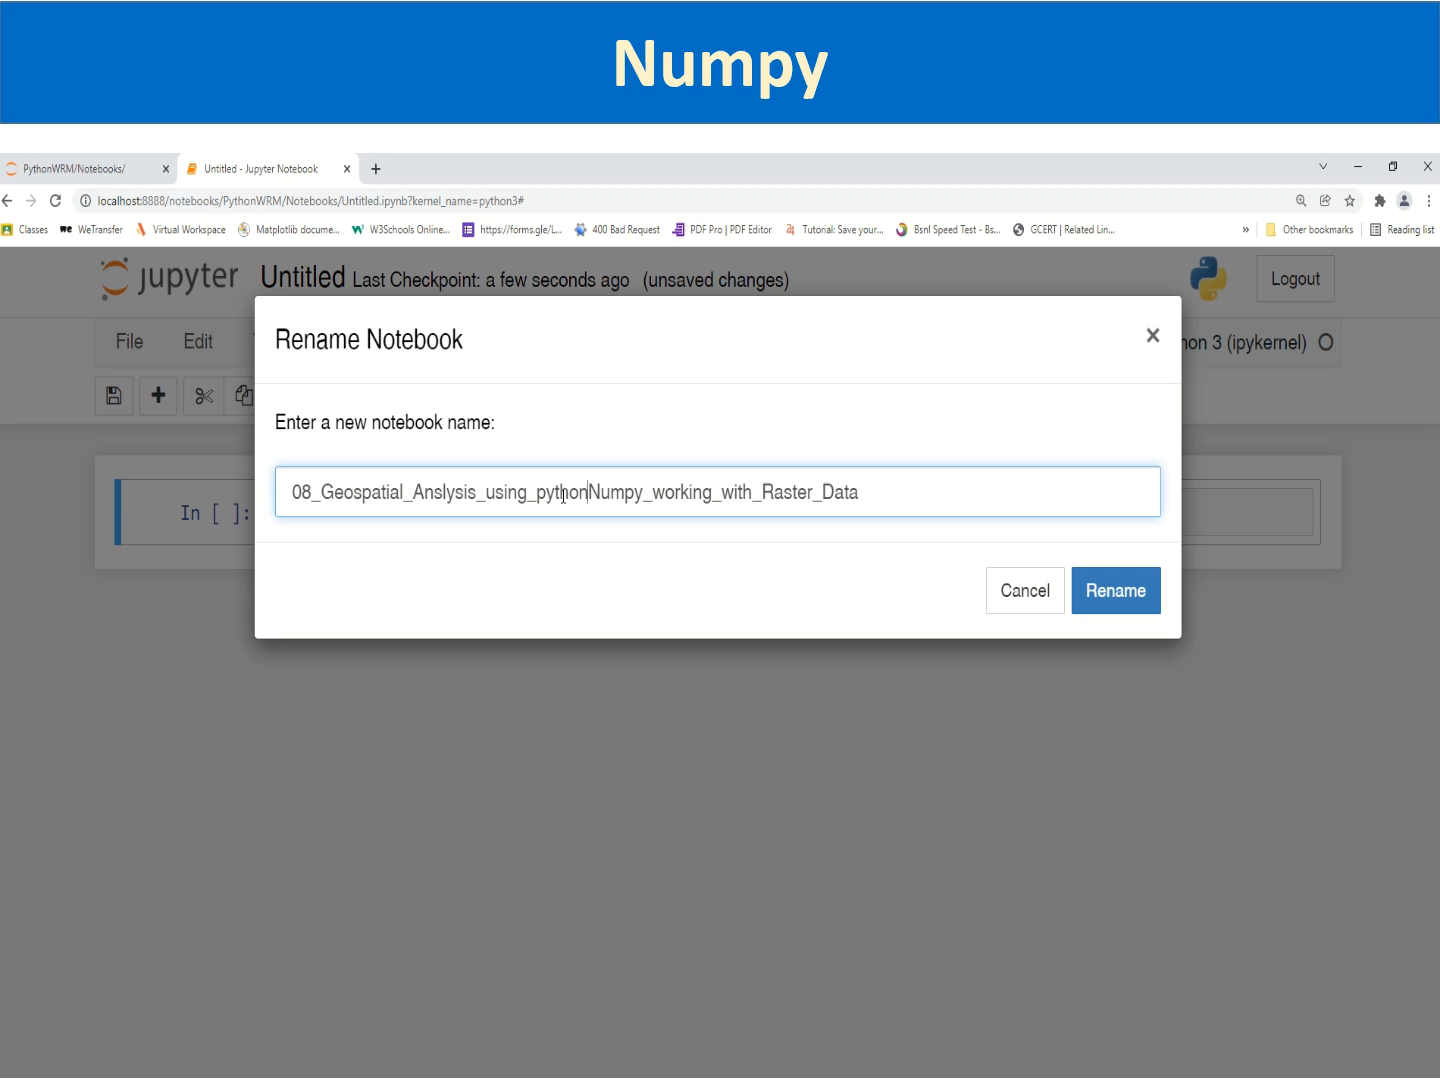 Numpy
PythonWRM/Notebooks/ Untitled - Jupyter Notebook
localhost:8888/notebooks/PythonWRM/Notebooks/Untitled.ipynb?kernel_name=python3#
Classes WeTransfer Virtual Workspace Matplotlib docume... W3Schools Online... https://forms.gle/L... 400 Bad Request PDF Pro | PDF Editor Tutorial: Save your... Bsnl Speed Test - Bs... GCERT | Related Lin... » Other bookmarks Reading list
jupyter Untitled Last Checkpoint: a few seconds ago (unsaved changes) Logout
Rename Notebook
File Edit hon 3 (ipykernel)
Enter a new notebook name:
08_Geospatial_Anslysis_using_pythonNumpy_working_with_Raster_Data
In [ ]:
Cancel Rename